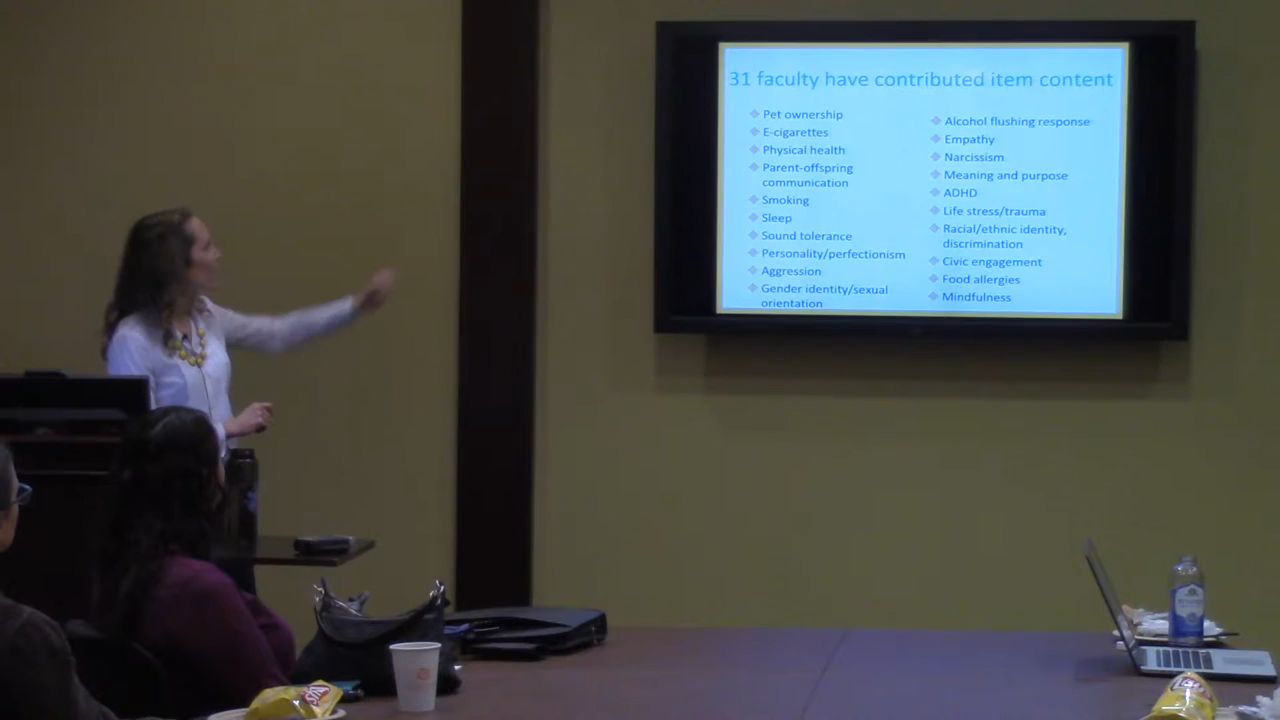 31 faculty have contributed item content
Pet ownership
E-cigarettes
Physical health
Parent-offspring
communication
Smoking
Sleep
Sound tolerance
Personality/perfectionism
Aggression
Gender identity/sexual
orientation
Alcohol flushing response
Empathy
Narcissism
Meaning and purpose
ADHD
Life stress/trauma
Racial/ethnic identity,
discrimination
Civic engagement
Food allergies
Mindfulness
Lay's
Lay's